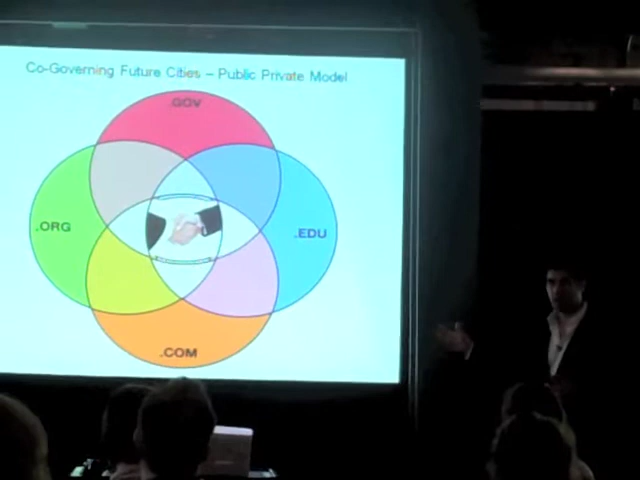 Co-Governing Future Cities – Public Private Model
.GOV
.ORG
.EDU
.COM